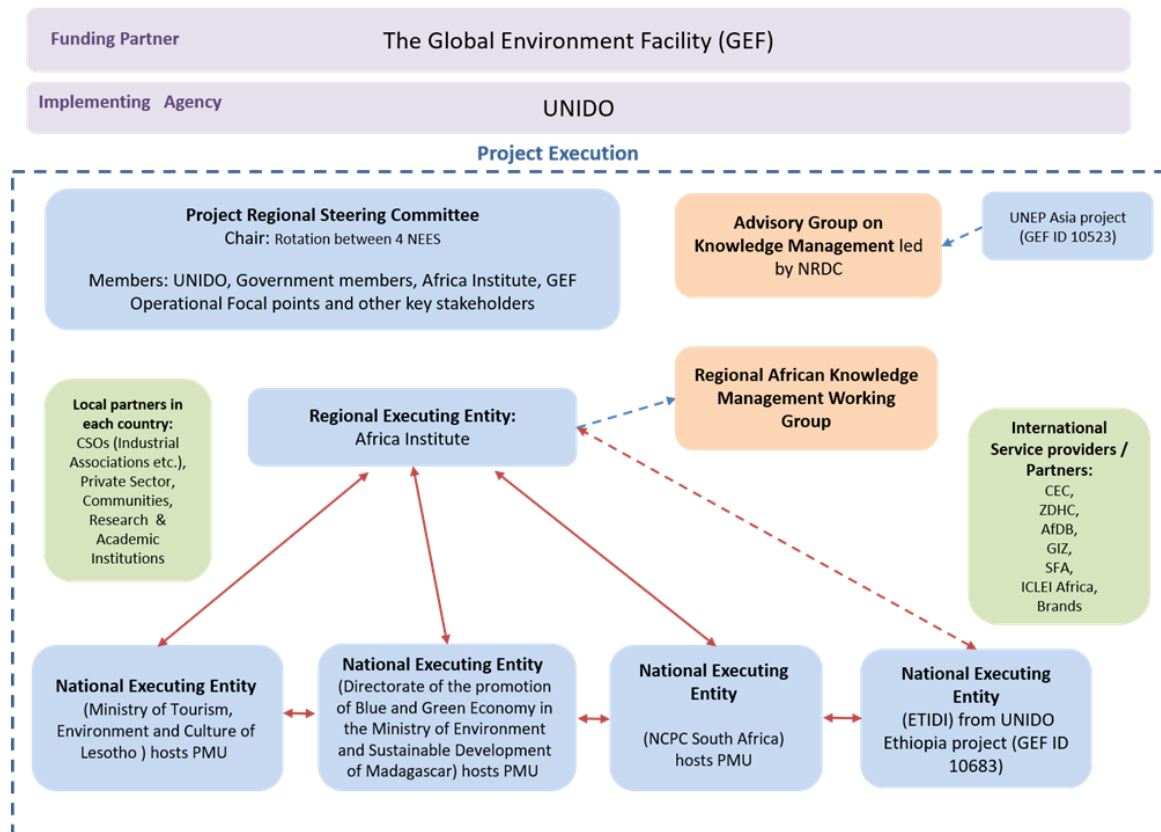 Funding Partner
The Global Environment Facility (GEF)
Implementing Agency
UNIDO
Project Execution
Project Regional Steering Committee
Chair: Rotation between 4 NEES
Members: UNIDO, Government members, Africa Institute, GEF
Operational Focal points and other key stakeholders
Advisory Group on
Knowledge Management led
by NRDC
UNEP Asia project
(GEF ID 10523)
Local partners in
each country:
CSOs (Industrial
Associations etc.),
Private Sector,
Communities,
Research &
Academic
Institutions
Regional Executing Entity:
Africa Institute
Regional African Knowledge
Management Working
Group
International
Service providers /
Partners:
CEC,
ZDHC,
AfDB,
GIZ,
SFA,
ICLEI Africa,
Brands
National Executing Entity
(Ministry of Tourism,
Environment and Culture of
Lesotho ) hosts PMU
National Executing Entity
(Directorate of the promotion
of Blue and Green Economy in
the Ministry of Environment
and Sustainable Development
of Madagascar) hosts PMU
National Executing
Entity
(NCPC South Africa)
hosts PMU
National Executing
Entity
(ETIDI) from UNIDO
Ethiopia project (GEF ID
10683)